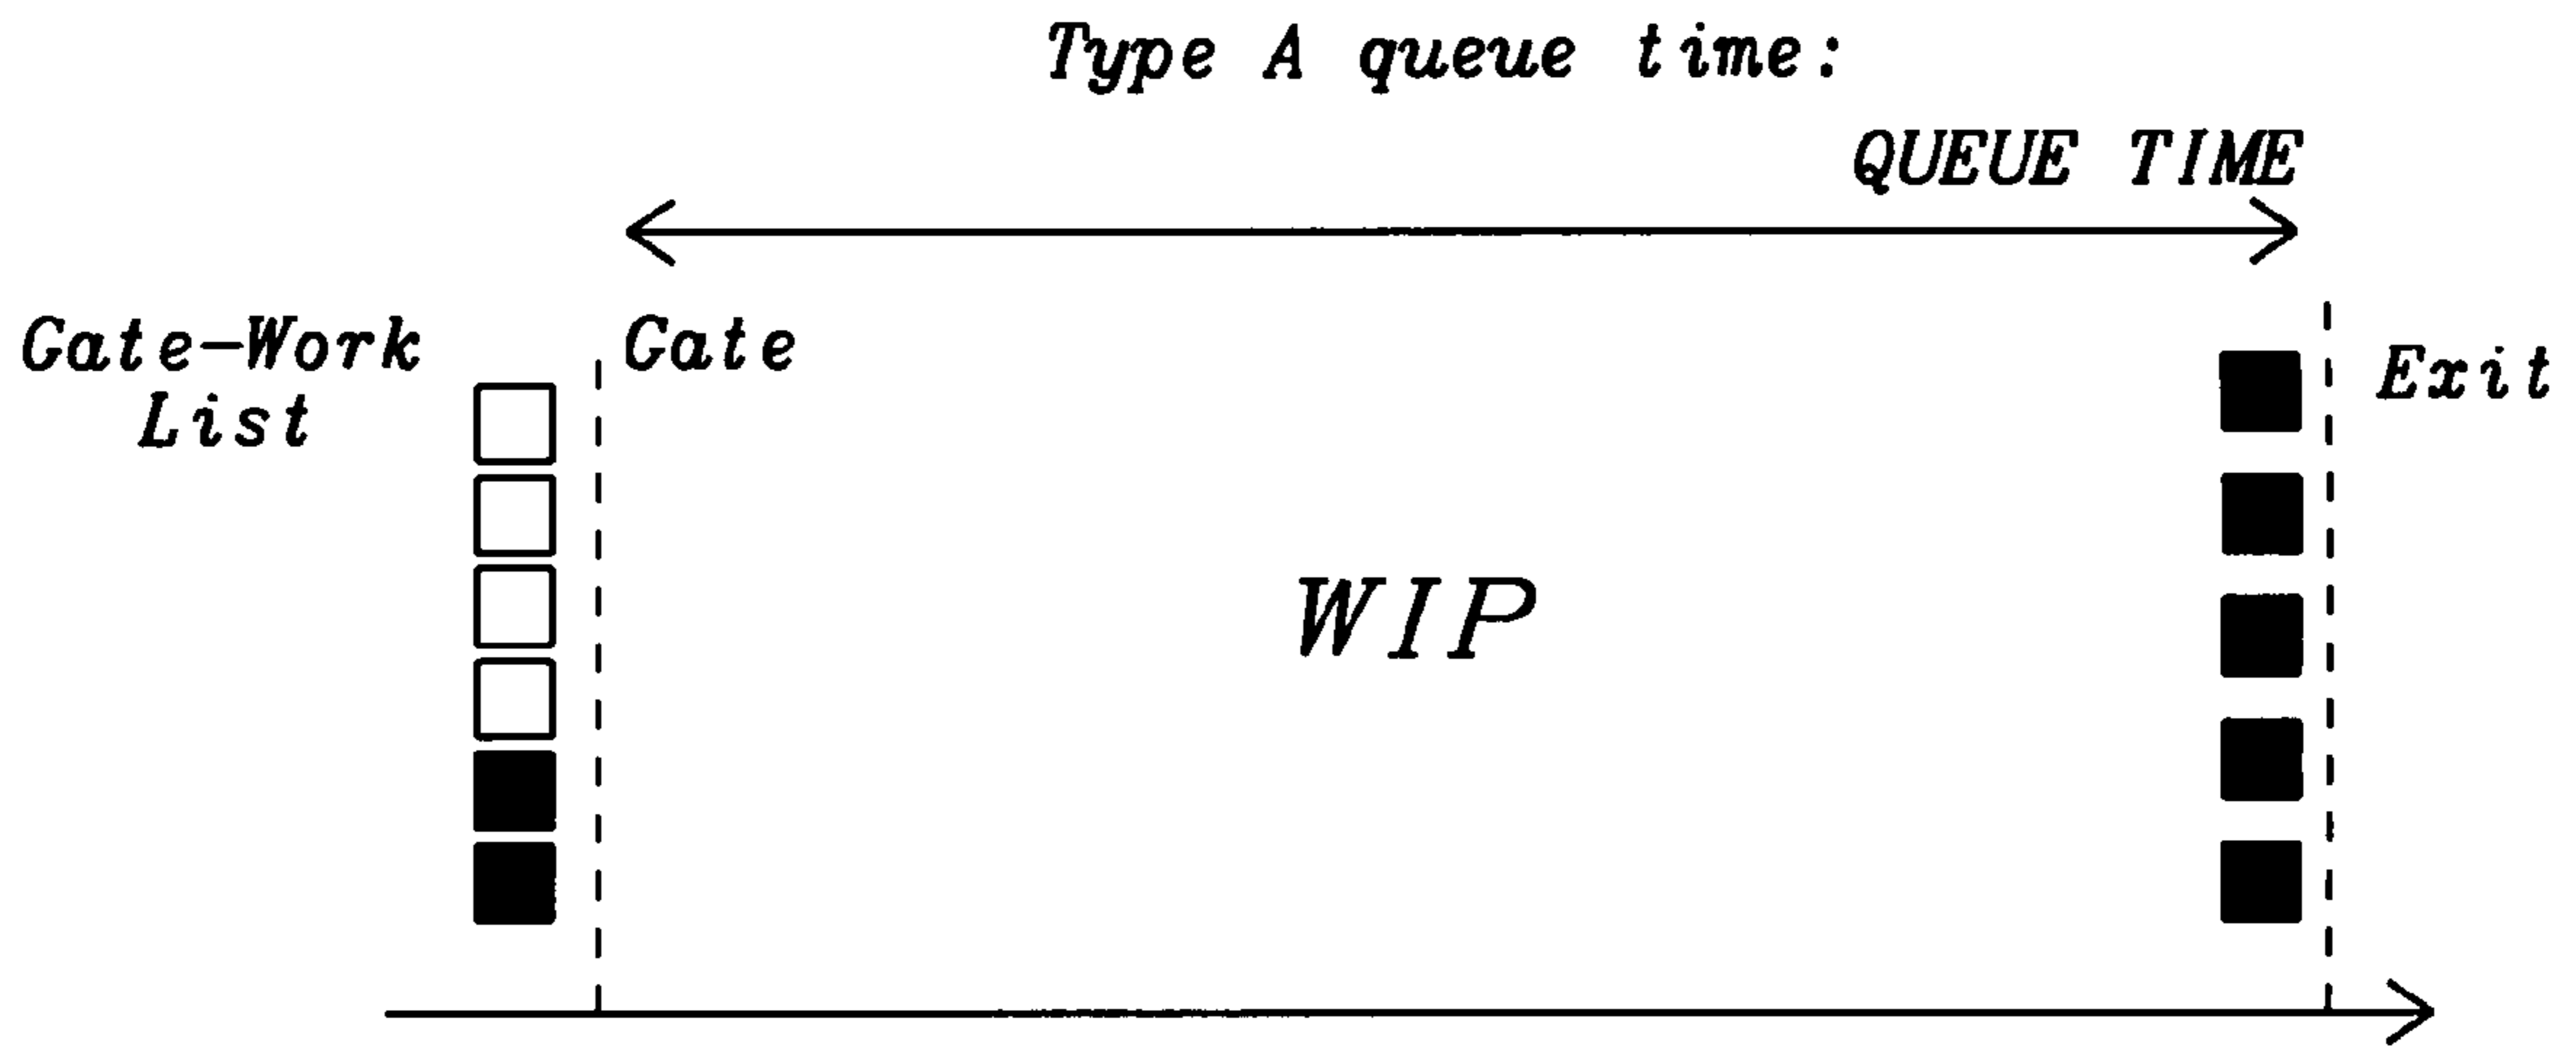 Type A queue time:
QUEUE TIME
Gate-Work
List
Gate
Exit
WIP